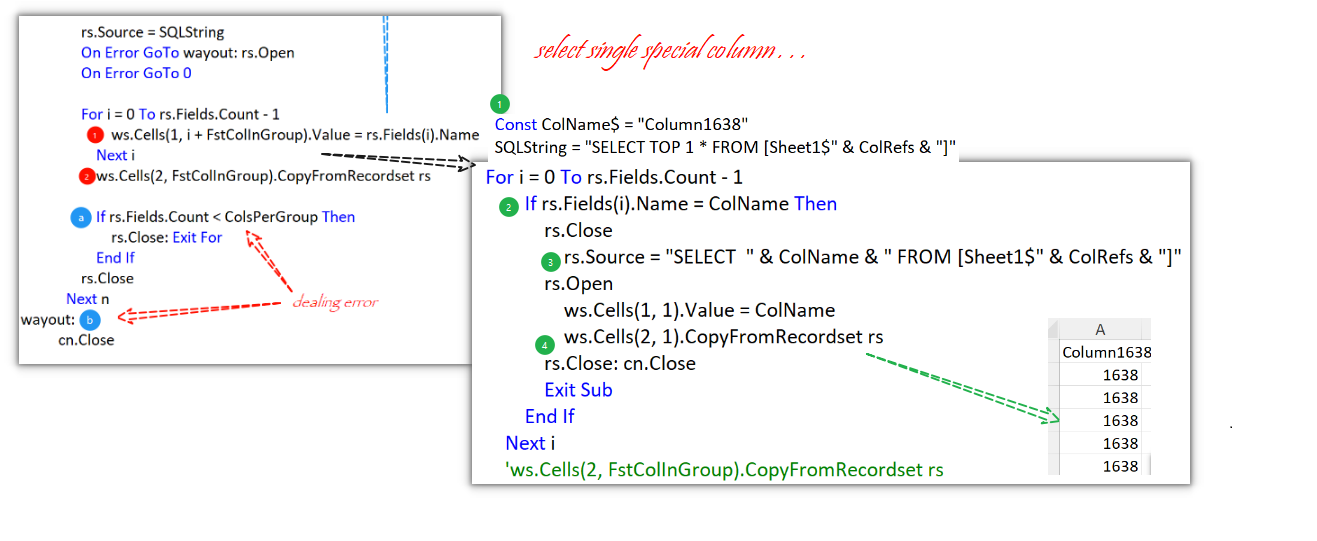 rs.Source = SQLString
On Error GoTo wayout: rs.Open
On Error GoTo 0
For i = 0 To rs.Fields.Count - 1
1 ws.Cells(1, i + FstColInGroup).Value = rs.Fields(i).Name
Next i
2 ws.Cells(2, FstColInGroup).CopyFromRecordset rs
a If rs.Fields.Count < ColsPerGroup Then
rs.Close: Exit For
End If
rs.Close
Next n
dealing error
wayout: b
cn.Close
select single special column . . .
1
Const ColName$ = "Column1638"
SQLString = "SELECT TOP 1 * FROM [Sheet1$" & ColRefs & "]"
For i = 0 To rs.Fields.Count - 1
2 If rs.Fields(i).Name = ColName Then
rs.Close
3 rs.Source = "SELECT  " & ColName & " FROM [Sheet1$" & ColRefs & "]"
rs.Open
ws.Cells(1, 1).Value = ColName
4 ws.Cells(2, 1).CopyFromRecordset rs
rs.Close: cn.Close
Exit Sub
End If
Next i
'ws.Cells(2, FstColInGroup).CopyFromRecordset rs
A
Column1638
1638
1638
1638
1638
1638
.